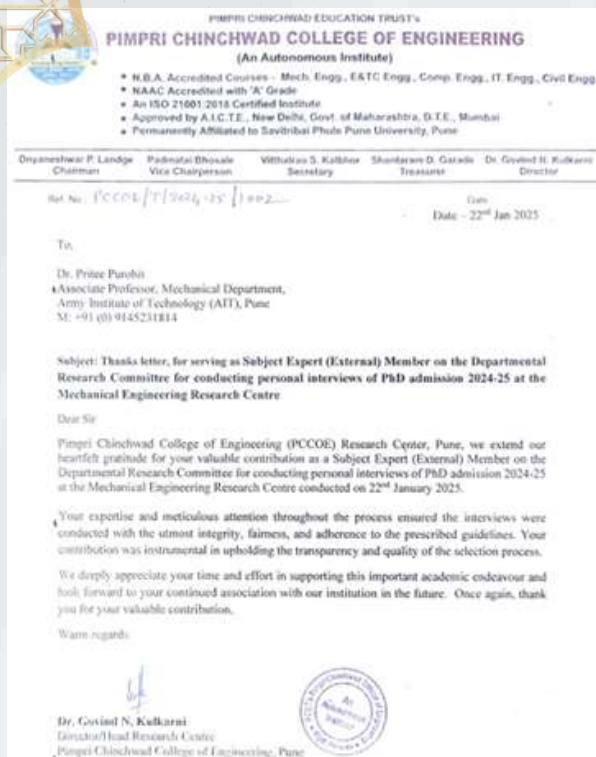 PIMPRI CHINCHWAD EDUCATION TRUST's
PIMPRI CHINCHWAD COLLEGE OF ENGINEERING
(An Autonomous Institute)
* N.B.A. Accredited Courses - Mech. Engg., E&TC Engg., Comp. Engg., IT. Engg., Civil Engg
* NAAC Accredited with 'A' Grade
* An ISO 21001:2018 Certified Institute
* Approved by A.I.C.T.E., New Delhi, Govt. of Maharashtra, D.T.E., Mumbai
* Permanently Affiliated to Savitribai Phule Pune University, Pune
Dnyaneshwar P. Landge Padmatai Bhosale Vitthalrao S. Kalbhor Shantaram D. Garade Dr. Govind N. Kulkarni
Chairman Vice Chairperson Secretary Treasurer Director
Ref. No.: PCCOE/T/2024-25/1002
Date
Date – 22nd Jan 2025
To,
Dr. Pritee Purohit
Associate Professor, Mechanical Department,
Army Institute of Technology (AIT), Pune
M: +91 (0) 9145231814
Subject: Thanks letter, for serving as Subject Expert (External) Member on the Departmental
Research Committee for conducting personal interviews of PhD admission 2024-25 at the
Mechanical Engineering Research Centre
Dear Sir
Pimpri Chinchwad College of Engineering (PCCOE) Research Center, Pune, we extend our
heartfelt gratitude for your valuable contribution as a Subject Expert (External) Member on the
Departmental Research Committee for conducting personal interviews of PhD admission 2024-25
at the Mechanical Engineering Research Centre conducted on 22nd January 2025.
Your expertise and meticulous attention throughout the process ensured the interviews were
conducted with the utmost integrity, fairness, and adherence to the prescribed guidelines. Your
contribution was instrumental in upholding the transparency and quality of the selection process.
We deeply appreciate your time and effort in supporting this important academic endeavour and
look forward to your continued association with our institution in the future. Once again, thank
you for your valuable contribution.
Warm regards
Dr. Govind N. Kulkarni
Director/Head Research Centre
Pimpri Chinchwad College of Engineering, Pune
An
Autonomous
Institute